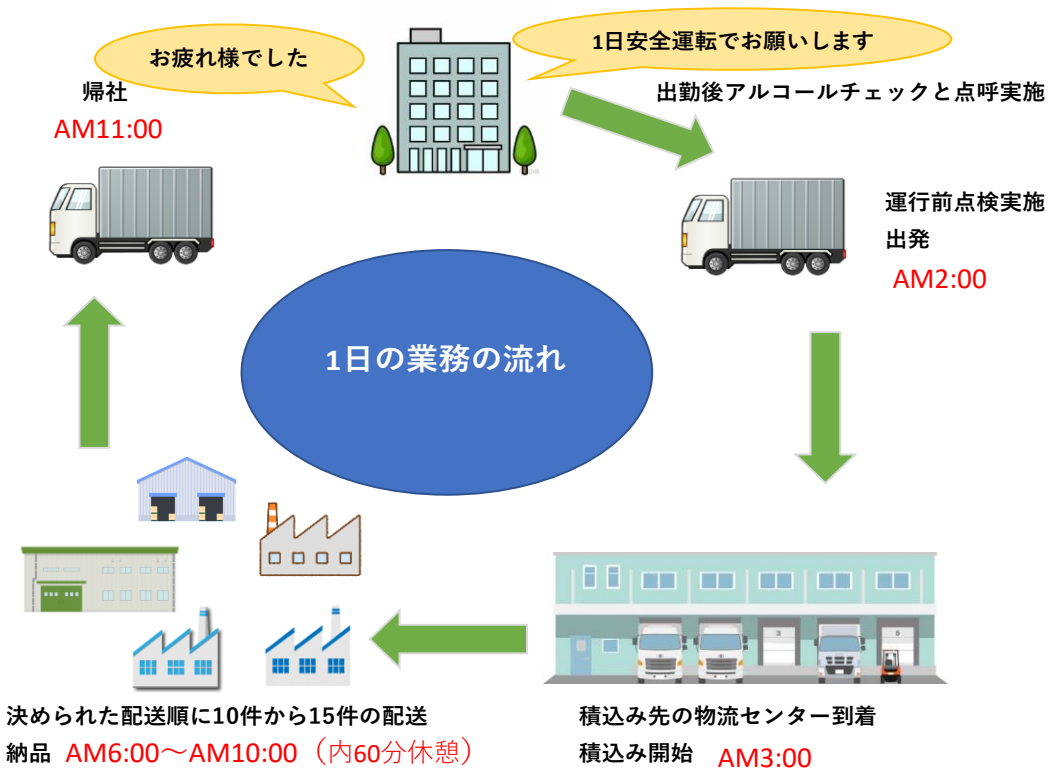 お疲れ様でした
1日安全運転でお願いします
帰社
AM11:00
出勤後アルコールチェックと点呼実施
運行前点検実施
出発
AM2:00
1日の業務の流れ
3
5
決められた配送順に10件から15件の配送
納品 AM6:00～AM10:00（内60分休憩）
積込み先の物流センター到着
積込み開始 AM3:00